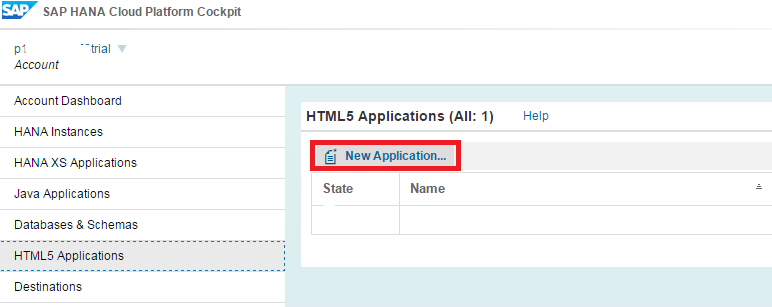 SAP SAP HANA Cloud Platform Cockpit
p1 trial
Account
Account Dashboard
HANA Instances
HANA XS Applications
Java Applications
Databases & Schemas
HTML5 Applications
Destinations
HTML5 Applications (All: 1) Help
New Application...
State Name